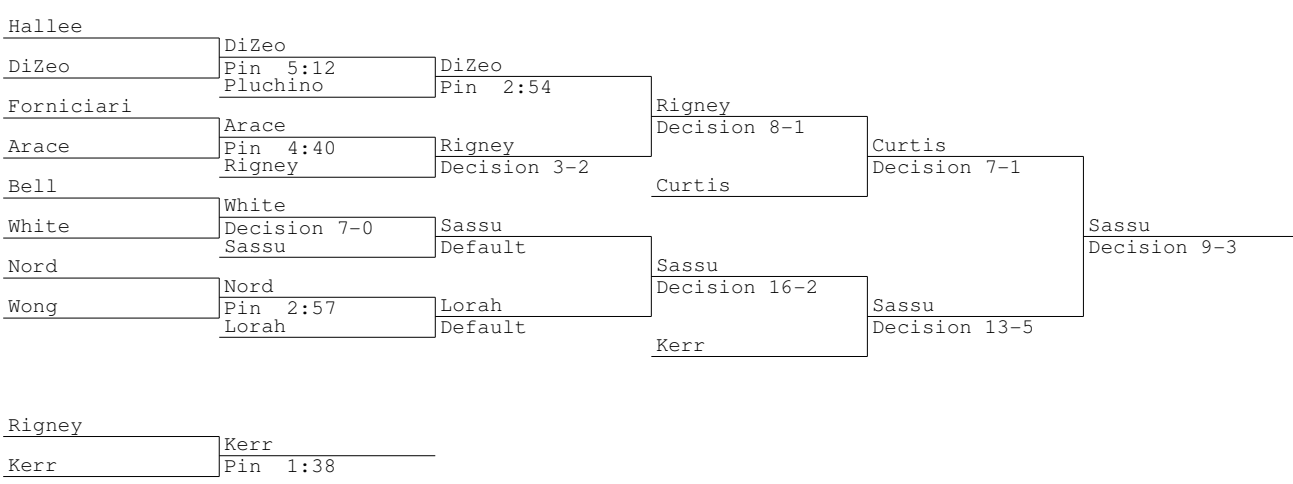 Hallee
DiZeo
DiZeo
Pin 5:12
DiZeo
Pluchino
Pin 2:54
Forniciari
Rigney
Arace
Decision 8-1
Arace
Pin 4:40
Rigney
Curtis
Rigney
Decision 3-2
Decision 7-1
Bell
Curtis
White
White
Decision 7-0
Sassu
Sassu
Sassu
Default
Decision 9-3
Nord
Sassu
Nord
Decision 16-2
Wong
Pin 2:57
Lorah
Sassu
Lorah
Default
Decision 13-5
Kerr
Rigney
Kerr
Kerr
Pin 1:38